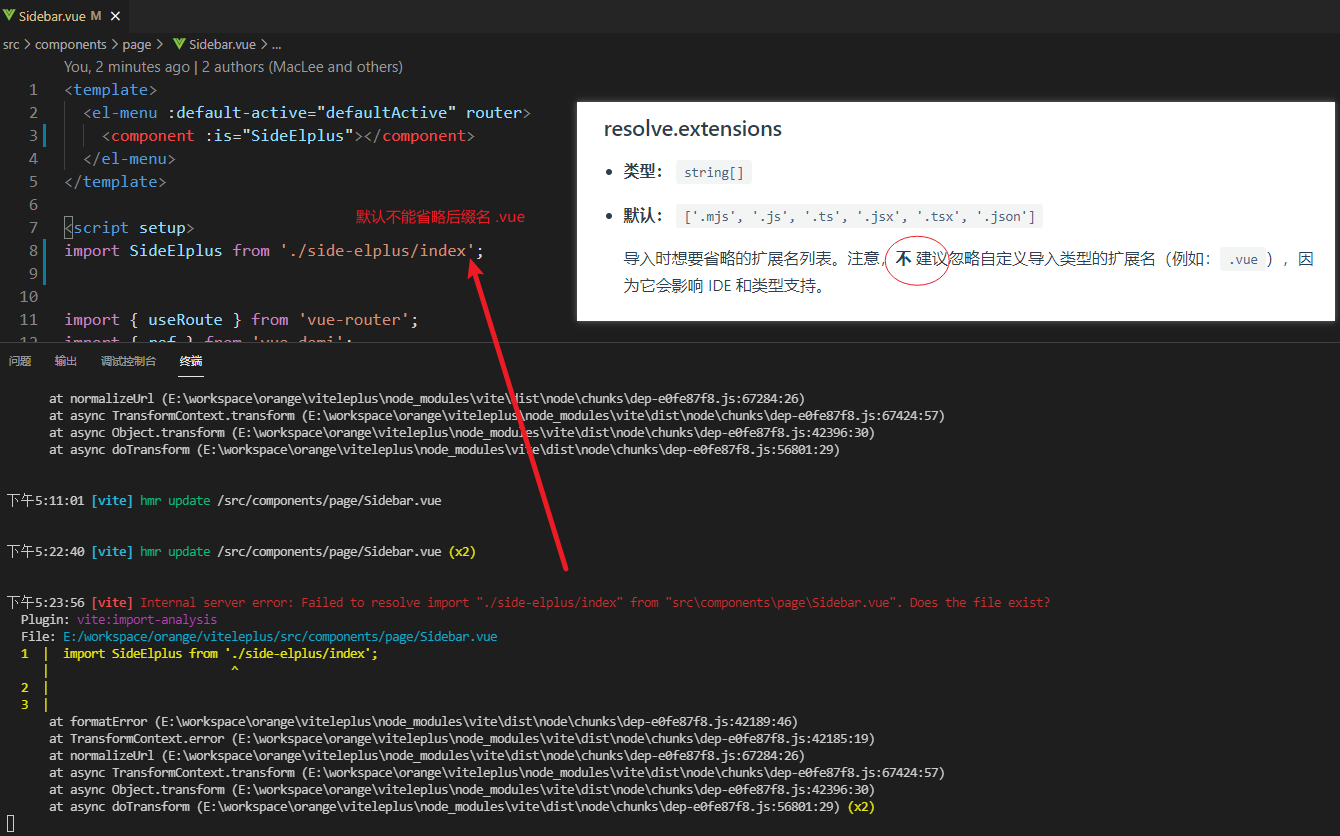 Sidebar.vue M ×
src > components > page > Sidebar.vue > ...
You, 2 minutes ago | 2 authors (MacLee and others)
1 <template>
2 <el-menu :default-active="defaultActive" router>
3 <component :is="SideElplus"></component>
4 </el-menu>
5 </template>
6
默认不能省略后缀名 .vue
7 <script setup>
8 import SideElplus from './side-elplus/index';
9
10
11 import { useRoute } from 'vue-router';
12 import { ref } from 'vue-demi';
resolve.extensions
• 类型： string[]
• 默认： ['.mjs', '.js', '.ts', '.jsx', '.tsx', '.json']
导入时想要省略的扩展名列表。注意，不 建议忽略自定义导入类型的扩展名（例如： .vue ），因
为它会影响 IDE 和类型支持。
问题 输出 调试控制台 终端
at normalizeUrl (E:\workspace\orange\viteleplus\node_modules\vite\dist\node\chunks\dep-e0fe87f8.js:67284:26)
at async TransformContext.transform (E:\workspace\orange\viteleplus\node_modules\vite\dist\node\chunks\dep-e0fe87f8.js:67424:57)
at async Object.transform (E:\workspace\orange\viteleplus\node_modules\vite\dist\node\chunks\dep-e0fe87f8.js:42396:30)
at async doTransform (E:\workspace\orange\viteleplus\node_modules\vite\dist\node\chunks\dep-e0fe87f8.js:56801:29)
下午5:11:01 [vite] hmr update /src/components/page/Sidebar.vue
下午5:22:40 [vite] hmr update /src/components/page/Sidebar.vue (x2)
下午5:23:56 [vite] Internal server error: Failed to resolve import "./side-elplus/index" from "src\components\page\Sidebar.vue". Does the file exist?
Plugin: vite:import-analysis
File: E:/workspace/orange/viteleplus/src/components/page/Sidebar.vue
1 | import SideElplus from './side-elplus/index';
| ^
2 |
3 |
at formatError (E:\workspace\orange\viteleplus\node_modules\vite\dist\node\chunks\dep-e0fe87f8.js:42189:46)
at TransformContext.error (E:\workspace\orange\viteleplus\node_modules\vite\dist\node\chunks\dep-e0fe87f8.js:42185:19)
at normalizeUrl (E:\workspace\orange\viteleplus\node_modules\vite\dist\node\chunks\dep-e0fe87f8.js:67284:26)
at async TransformContext.transform (E:\workspace\orange\viteleplus\node_modules\vite\dist\node\chunks\dep-e0fe87f8.js:67424:57)
at async Object.transform (E:\workspace\orange\viteleplus\node_modules\vite\dist\node\chunks\dep-e0fe87f8.js:42396:30)
at async doTransform (E:\workspace\orange\viteleplus\node_modules\vite\dist\node\chunks\dep-e0fe87f8.js:56801:29) (x2)